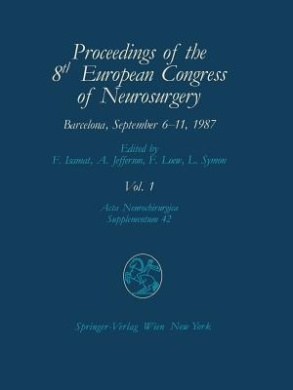 Proceedings of the
8th European Congress
of Neurosurgery
Barcelona, September 6–11, 1987
Edited by
F. Isamat, A. Jefferson, F. Loew, L. Symon
Vol. 1
Acta Neurochirurgica
Supplementum 42
Springer-Verlag Wien New York